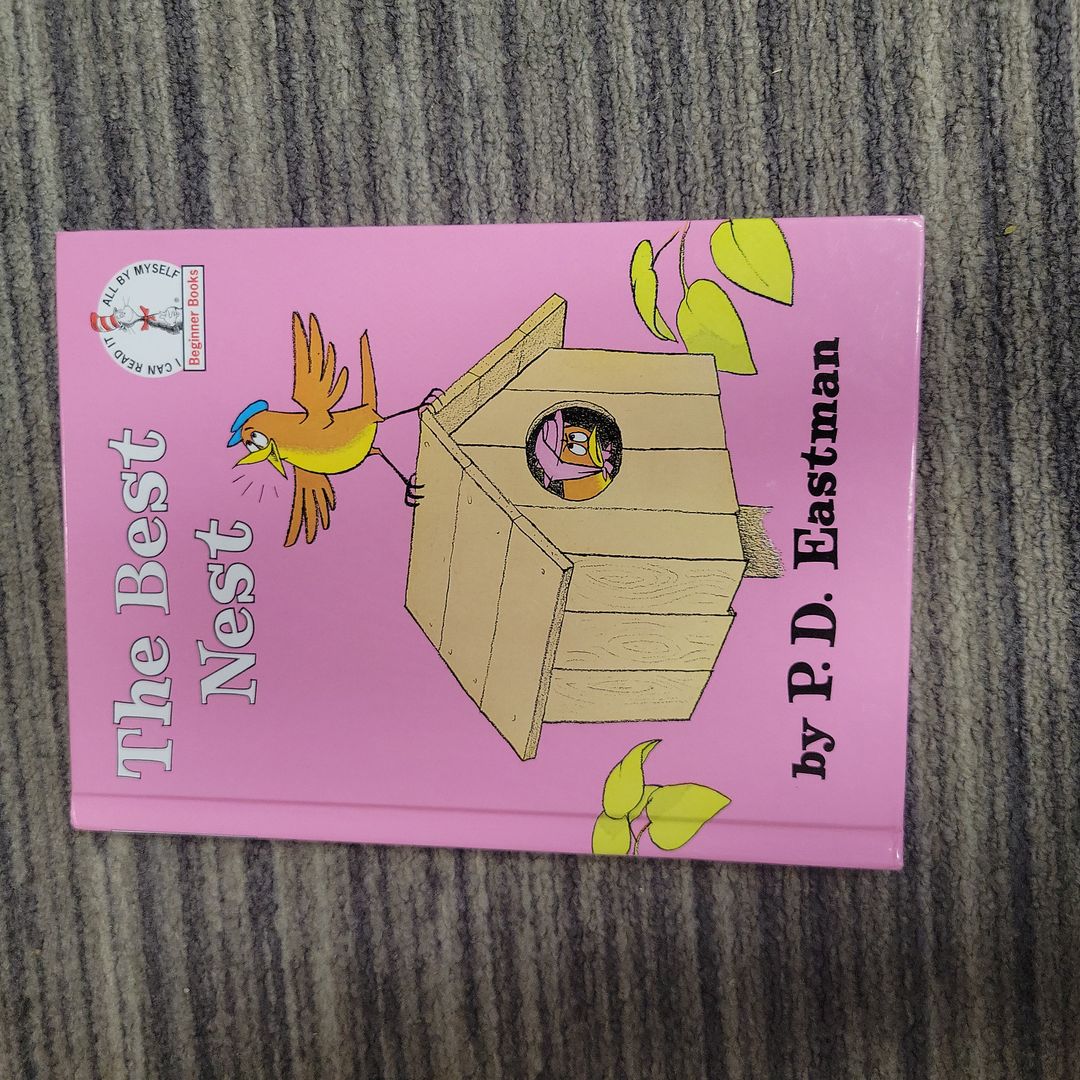 The Best
Nest
I CAN READ IT ALL BY MYSELF
®
Beginner Books
by P. D. Eastman